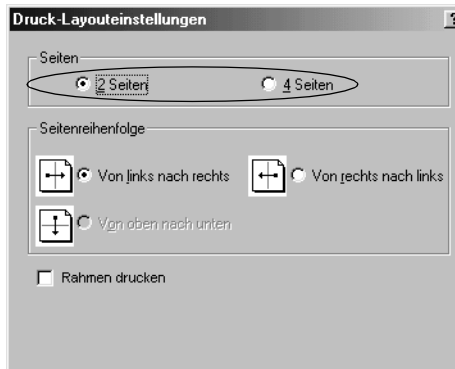 Druck-Layouteinstellungen ?
Seiten
2 Seiten 4 Seiten
Seitenreihenfolge
Von links nach rechts Von rechts nach links
Von oben nach unten
Rahmen drucken